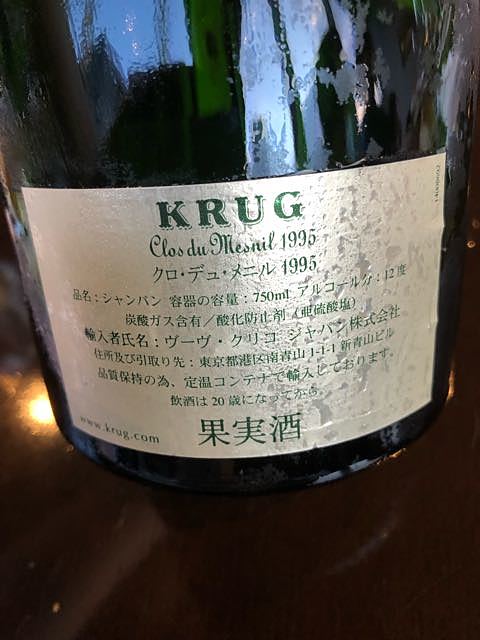 KRUG
Clos du Mesnil 1995
クロ・デュ・メニル 1995
品名：シャンパン 容器の容量：750ml アルコール分：12度
炭酸ガス含有／酸化防止剤（亜硫酸塩）
輸入者氏名：ヴーヴ・クリコ ジャパン株式会社
住所及び引取り先：東京都港区南青山1-1-1 新青山ビル
品質保持の為、定温コンテナで輸入しております。
飲酒は20歳になってから。
www.krug.com
果実酒